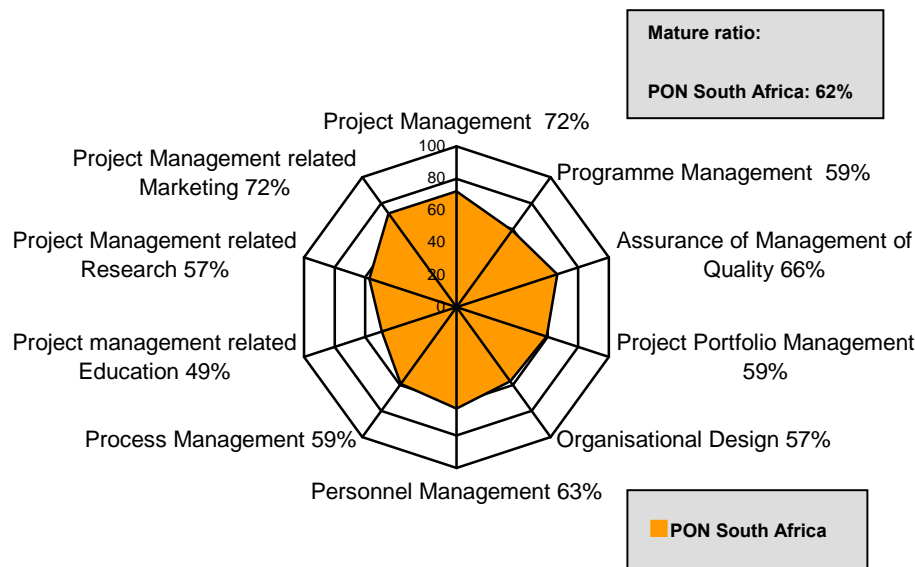 Mature ratio:
PON South Africa: 62%
Project Management 72%
100
80
60
40
20
0
Programme Management 59%
Assurance of Management of
Quality 66%
Project Portfolio Management
59%
Organisational Design 57%
Personnel Management 63%
Process Management 59%
Project management related
Education 49%
Project Management related
Research 57%
Project Management related
Marketing 72%
PON South Africa